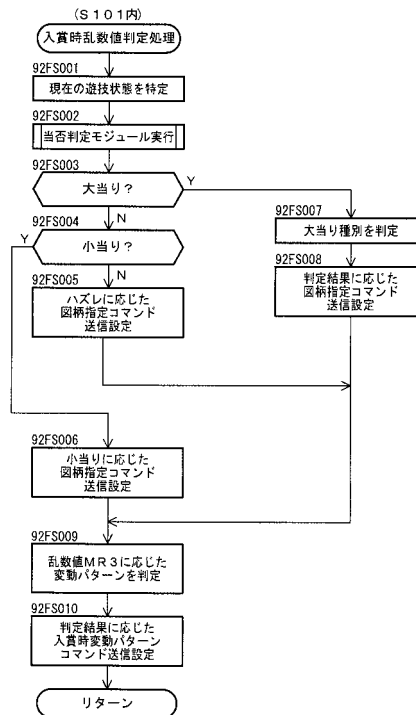 (S101内)
入賞時乱数値判定処理
92FS001
現在の遊技状態を特定
92FS002
当否判定モジュール実行
92FS003
大当り?
Y
N
92FS004
小当り?
Y
N
92FS005
ハズレに応じた
図柄指定コマンド
送信設定
92FS007
大当り種別を判定
92FS008
判定結果に応じた
図柄指定コマンド
送信設定
92FS006
小当りに応じた
図柄指定コマンド
送信設定
92FS009
乱数値MR3に応じた
変動パターンを判定
92FS010
判定結果に応じた
入賞時変動パターン
コマンド送信設定
リターン